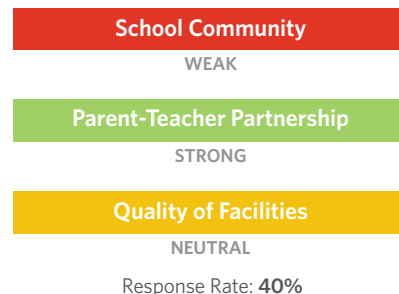 School Community
WEAK
Parent-Teacher Partnership
STRONG
Quality of Facilities
NEUTRAL
Response Rate: 40%